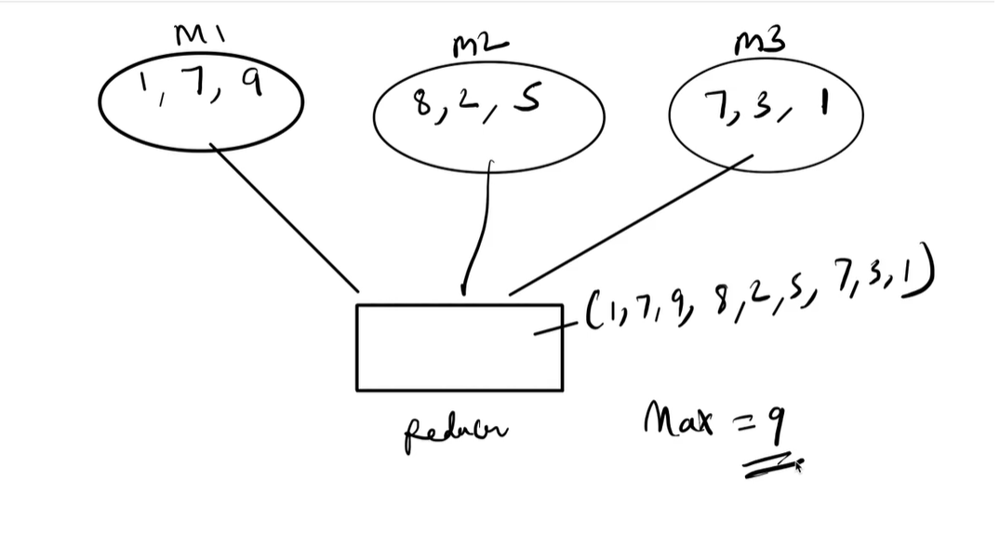 M1
m2
m3
1, 7, 9
8, 2, 5
7, 3, 1
(1, 7, 9, 8, 2, 5, 7, 3, 1)
Reducer
Max = 9